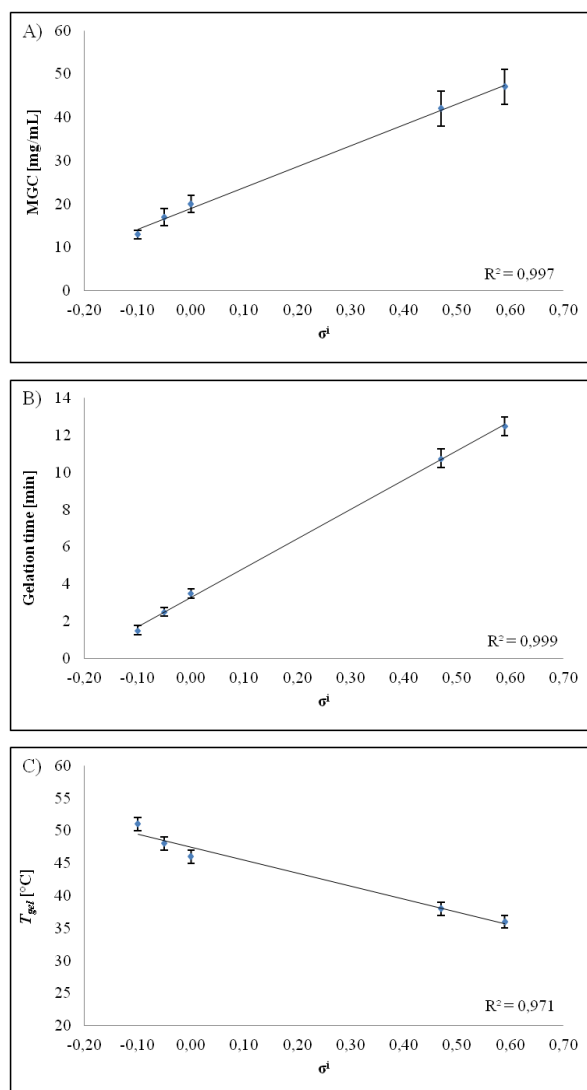 A)
60
50
40
30
20
10
0
MGC [mg/mL]
R² = 0,997
-0,20 -0,10 0,00 0,10 0,20 0,30 0,40 0,50 0,60 0,70
σⁱ
B)
14
12
10
8
6
4
2
0
Gelation time [min]
R² = 0,999
-0,20 -0,10 0,00 0,10 0,20 0,30 0,40 0,50 0,60 0,70
σⁱ
C)
60
55
50
45
40
35
30
25
20
T_gel [°C]
R² = 0,971
-0,20 -0,10 0,00 0,10 0,20 0,30 0,40 0,50 0,60 0,70
σⁱ